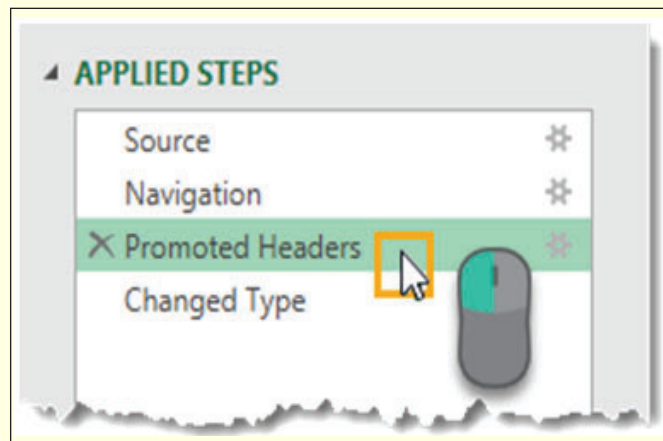 APPLIED STEPS
Source
Navigation
Promoted Headers
Changed Type